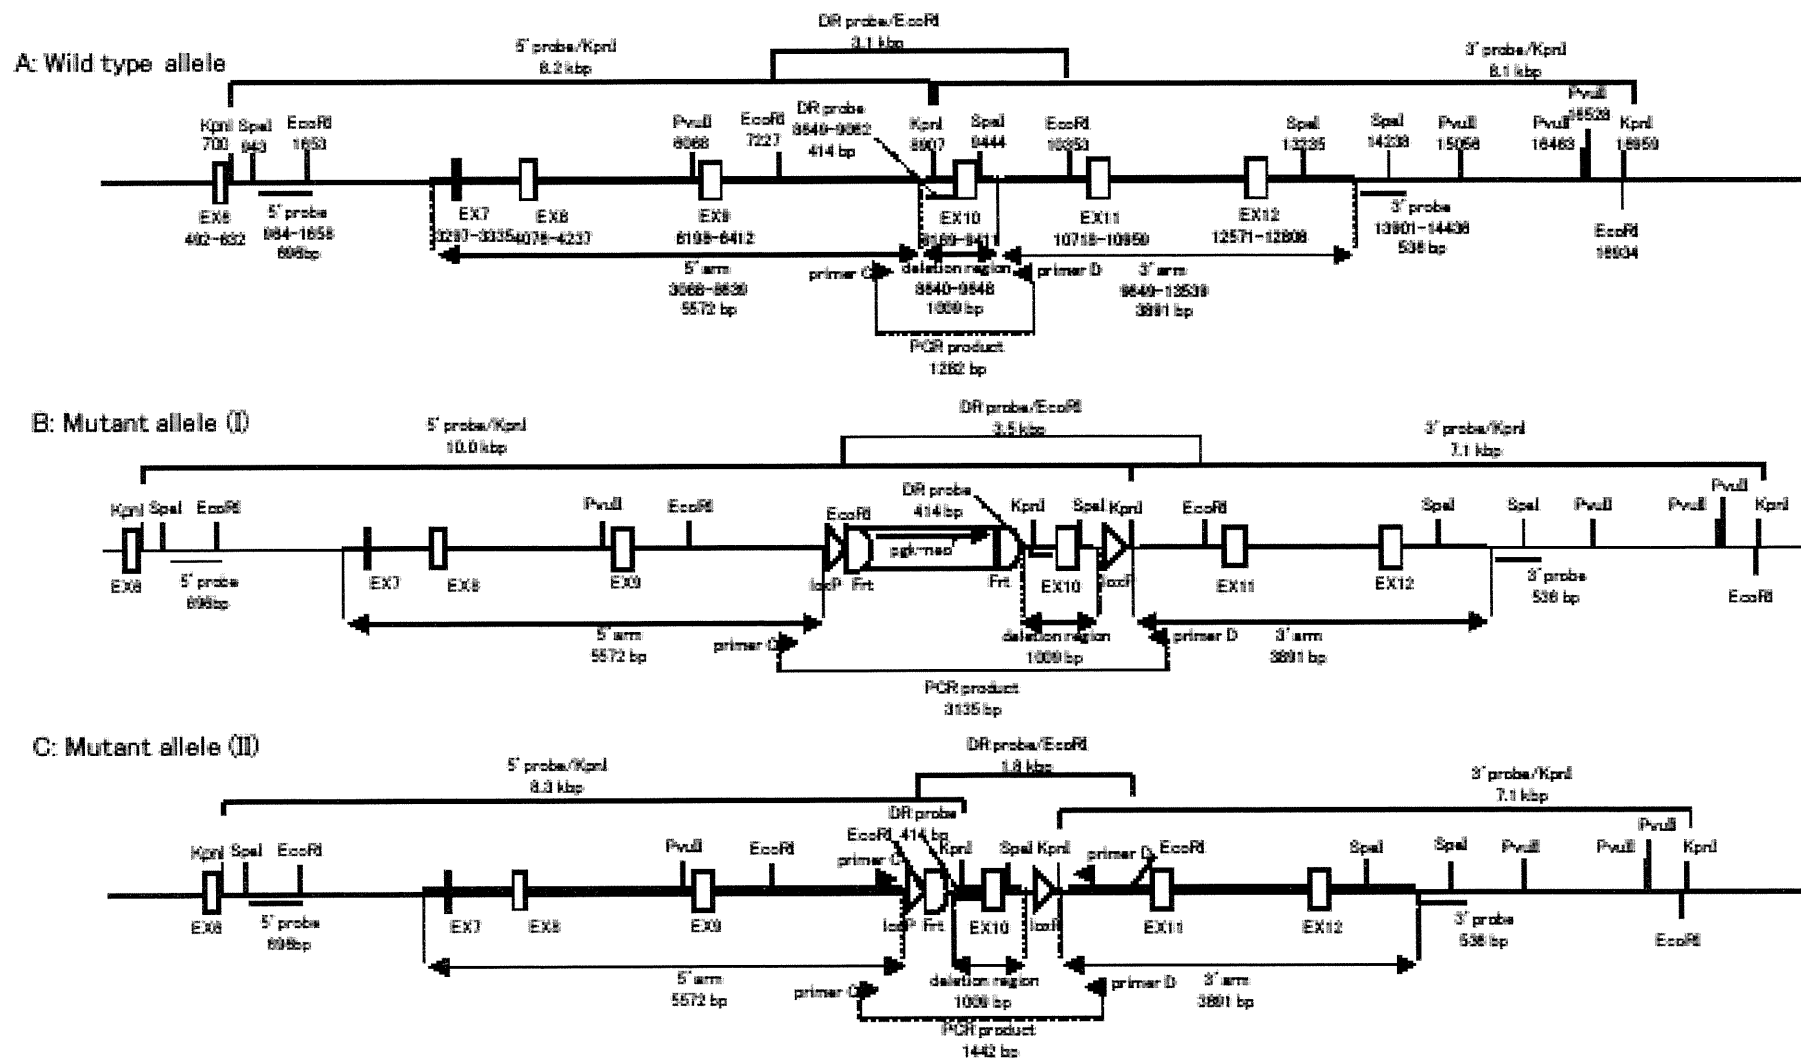 A: Wild type allele
DR probe/EcoRI
3.1 kbp
5' probe/KpnI
8.2 kbp
3' probe/KpnI
8.1 kbp
KpnI
700
SpeI
943
EcoRI
1653
PvuII
6068
EcoRI
7227
DR probe
8649-9062
414 bp
KpnI
8907
SpeI
9444
EcoRI
10353
SpeI
13235
SpeI
14238
PvuII
15056
PvuII
16463
PvuII
16528
KpnI
16959
EX6
492-632
5' probe
EX7
3297-3335
EX8
4076-4237
EX9
6198-6412
EX10
9169-9411
EX11
10718-10959
EX12
12571-12808
3' probe
13901-14436
536 bp
EcoRI
16934
5' arm
3068-8639
5572 bp
primer C
deletion region
8640-9648
1009 bp
primer D
3' arm
9649-13539
3891 bp
PCR product
1282 bp
B: Mutant allele (I)
5' probe/KpnI
10.0 kbp
DR probe/EcoRI
3.5 kbp
3' probe/KpnI
7.1 kbp
KpnI
SpeI
EcoRI
PvuII
EcoRI
EcoRI
DR probe
414 bp
KpnI
SpeI
KpnI
EcoRI
SpeI
SpeI
PvuII
PvuII
PvuII
KpnI
pgk-neo
EX6
5' probe
EX7
EX8
EX9
loxP
Frt
Frt
EX10
loxP
EX11
EX12
3' probe
536 bp
EcoRI
5' arm
5572 bp
primer C
deletion region
1009 bp
primer D
3' arm
3891 bp
PCR product
3135 bp
C: Mutant allele (II)
5' probe/KpnI
8.3 kbp
DR probe/EcoRI
1.8 kbp
3' probe/KpnI
7.1 kbp
KpnI
SpeI
EcoRI
PvuII
EcoRI
primer C
EcoRI
DR probe
414 bp
KpnI
SpeI
KpnI
primer D
EcoRI
SpeI
SpeI
PvuII
PvuII
PvuII
KpnI
EX6
5' probe
EX7
EX8
EX9
loxP
Frt
EX10
loxP
EX11
EX12
3' probe
536 bp
EcoRI
5' arm
5572 bp
primer C
deletion region
1009 bp
primer D
3' arm
3891 bp
PCR product
1442 bp